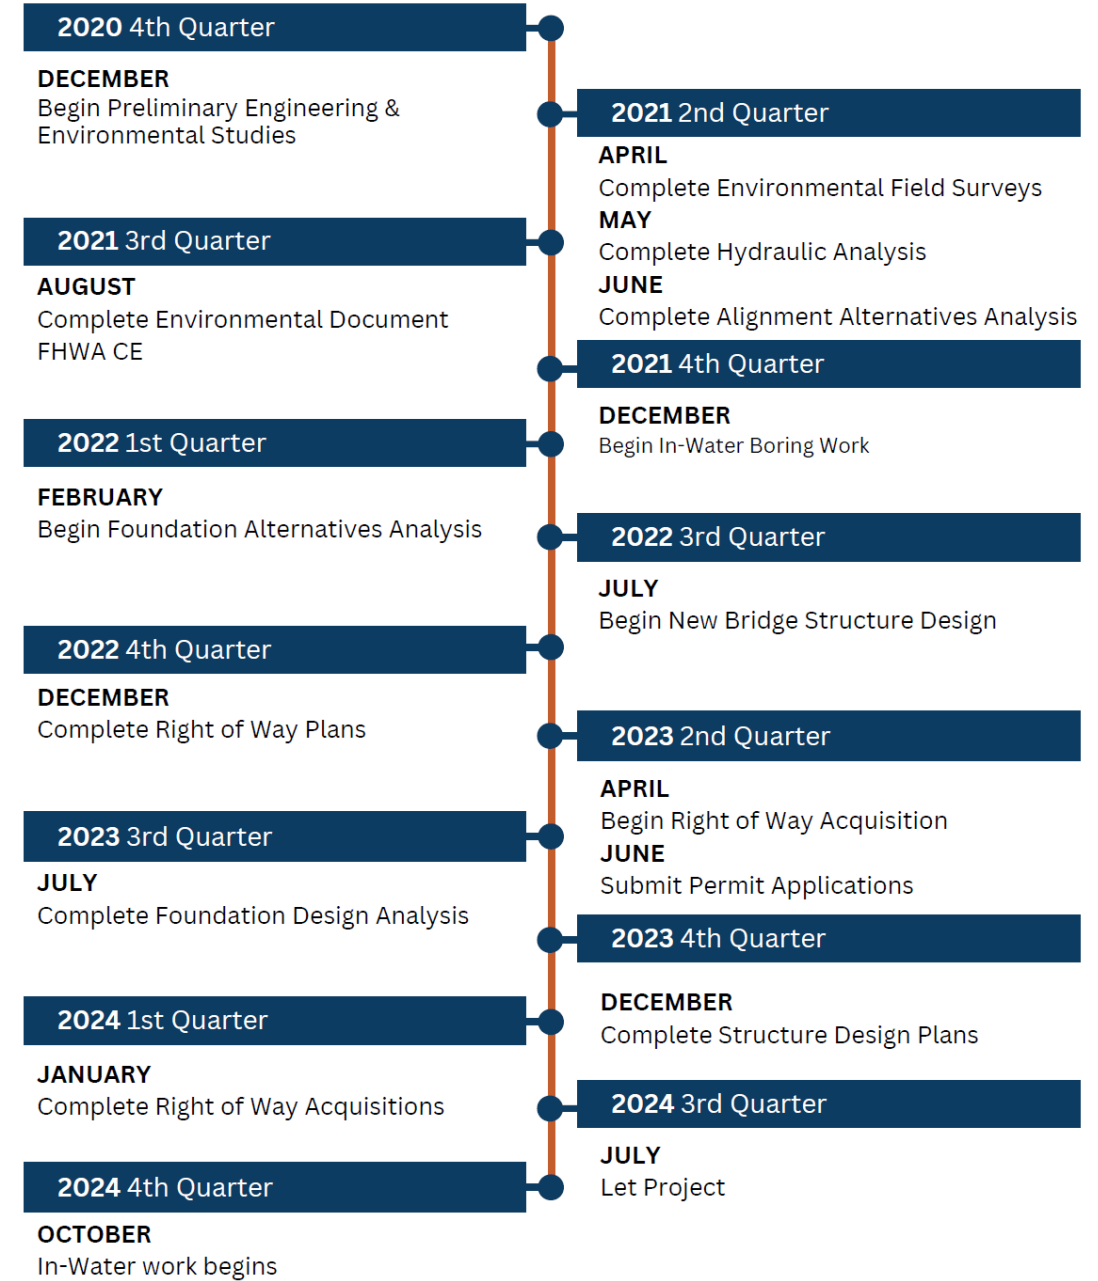 2020 4th Quarter
DECEMBER
Begin Preliminary Engineering &
Environmental Studies
2021 2nd Quarter
APRIL
Complete Environmental Field Surveys
MAY
Complete Hydraulic Analysis
JUNE
Complete Alignment Alternatives Analysis
2021 3rd Quarter
AUGUST
Complete Environmental Document
FHWA CE
2021 4th Quarter
DECEMBER
Begin In-Water Boring Work
2022 1st Quarter
FEBRUARY
Begin Foundation Alternatives Analysis
2022 3rd Quarter
JULY
Begin New Bridge Structure Design
2022 4th Quarter
DECEMBER
Complete Right of Way Plans
2023 2nd Quarter
APRIL
Begin Right of Way Acquisition
JUNE
Submit Permit Applications
2023 3rd Quarter
JULY
Complete Foundation Design Analysis
2023 4th Quarter
DECEMBER
Complete Structure Design Plans
2024 1st Quarter
JANUARY
Complete Right of Way Acquisitions
2024 3rd Quarter
JULY
Let Project
2024 4th Quarter
OCTOBER
In-Water work begins